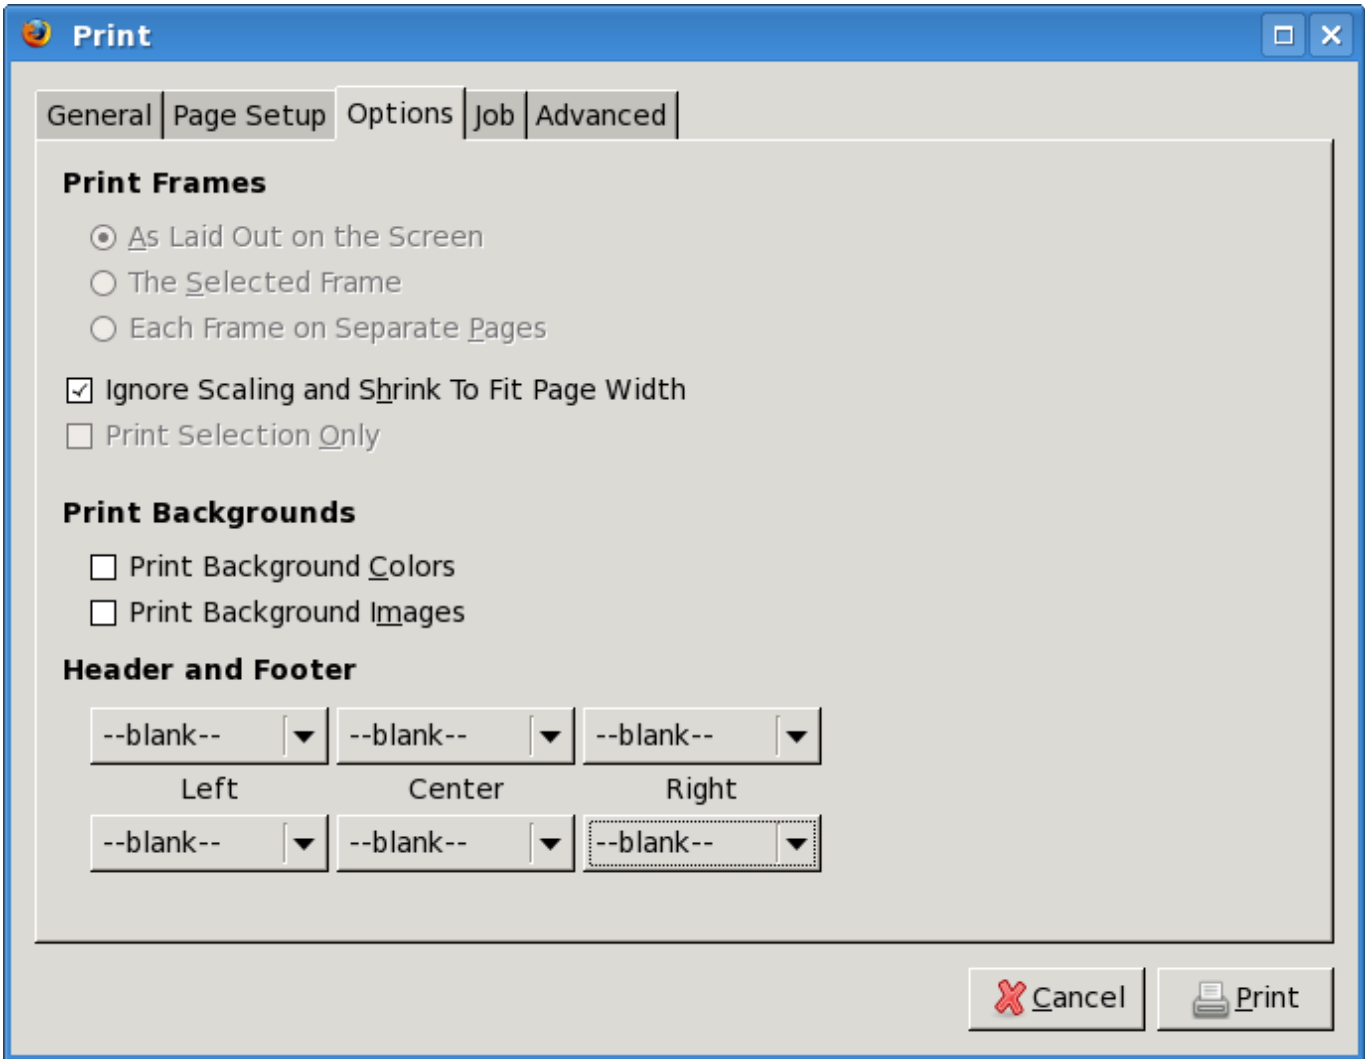 Print
General Page Setup Options Job Advanced
Print Frames
As Laid Out on the Screen
The Selected Frame
Each Frame on Separate Pages
Ignore Scaling and Shrink To Fit Page Width
Print Selection Only
Print Backgrounds
Print Background Colors
Print Background Images
Header and Footer
--blank-- --blank-- --blank--
Left Center Right
--blank-- --blank-- --blank--
Cancel Print